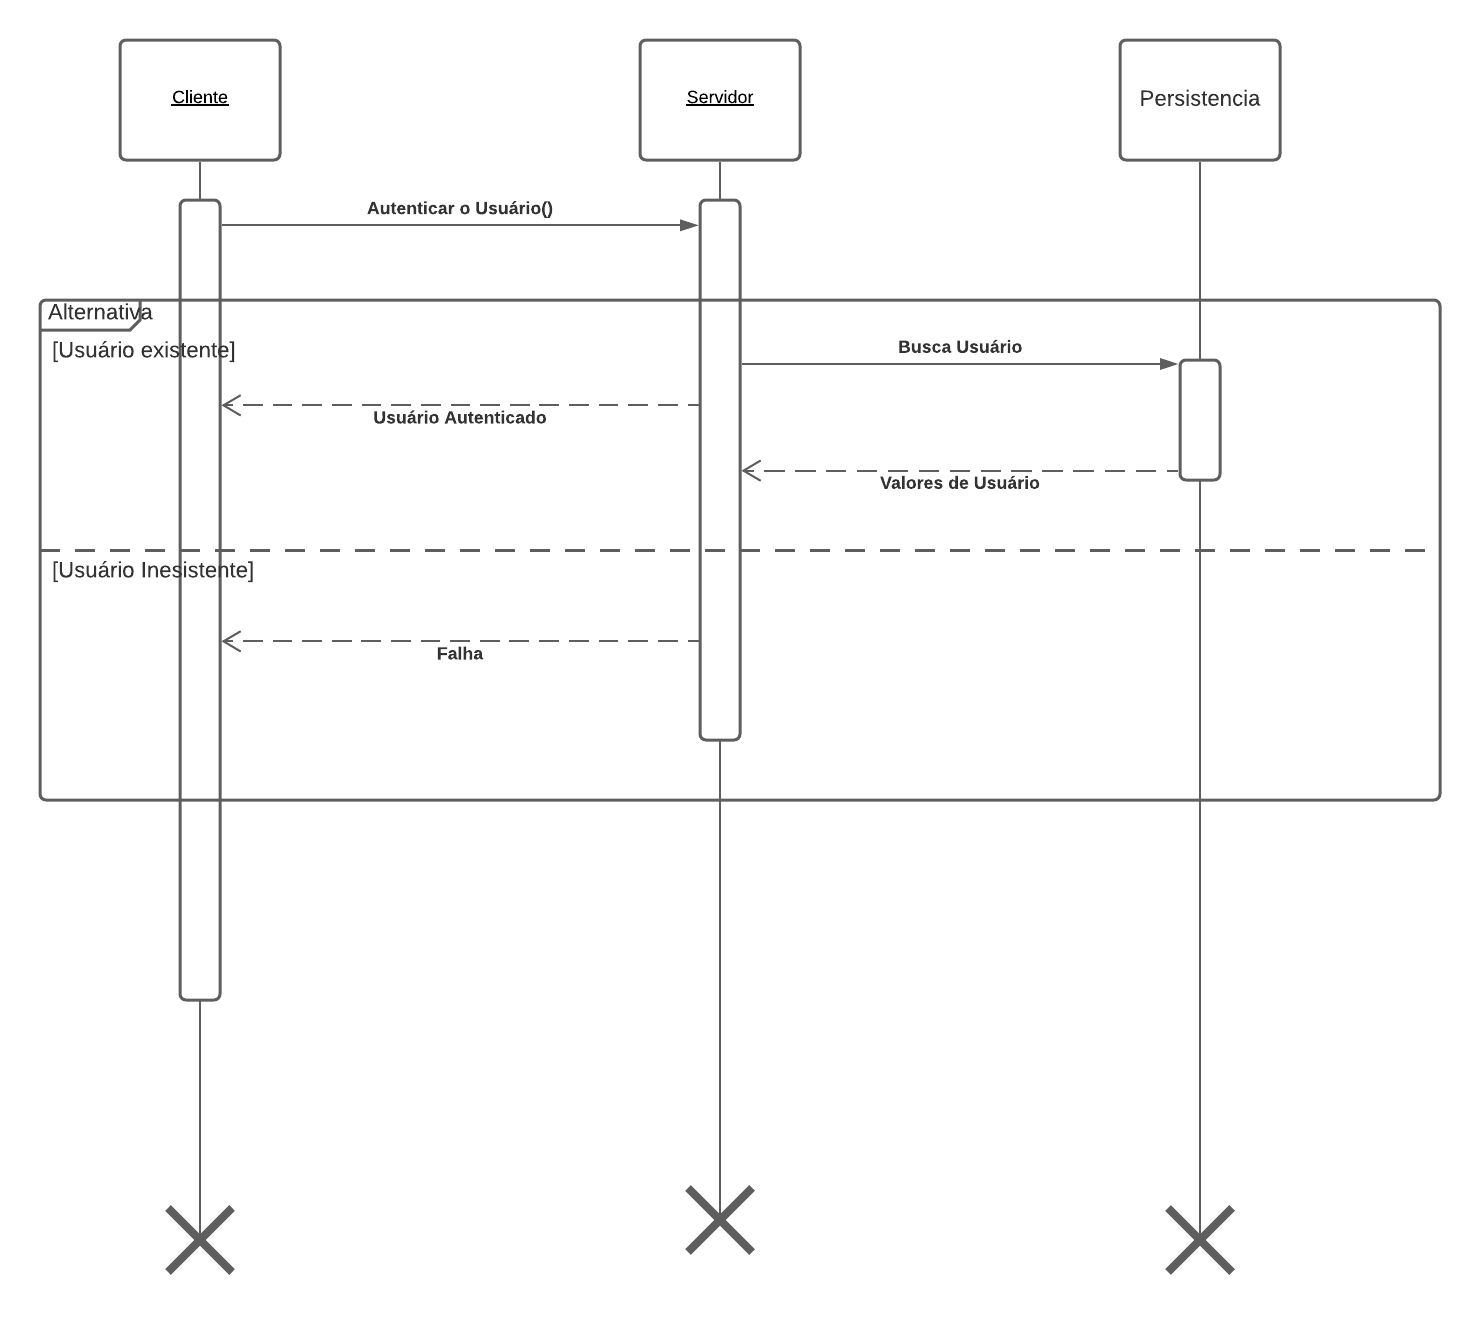 Cliente
Servidor
Persistencia
Autenticar o Usuário()
Alternativa
[Usuário existente]
Busca Usuário
Usuário Autenticado
Valores de Usuário
[Usuário Inesistente]
Falha